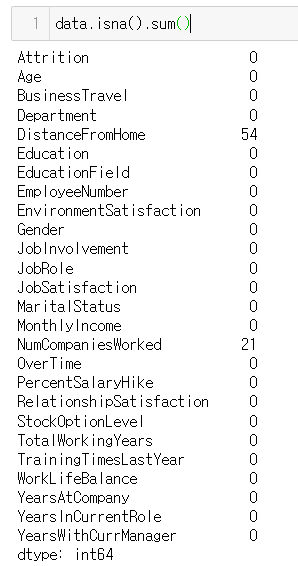 1 data.isna().sum()
Attrition 0
Age 0
BusinessTravel 0
Department 0
DistanceFromHome 54
Education 0
EducationField 0
EmployeeNumber 0
EnvironmentSatisfaction 0
Gender 0
JobInvolvement 0
JobRole 0
JobSatisfaction 0
MaritalStatus 0
MonthlyIncome 0
NumCompaniesWorked 21
OverTime 0
PercentSalaryHike 0
RelationshipSatisfaction 0
StockOptionLevel 0
TotalWorkingYears 0
TrainingTimesLastYear 0
WorkLifeBalance 0
YearsAtCompany 0
YearsInCurrentRole 0
YearsWithCurrManager 0
dtype: int64